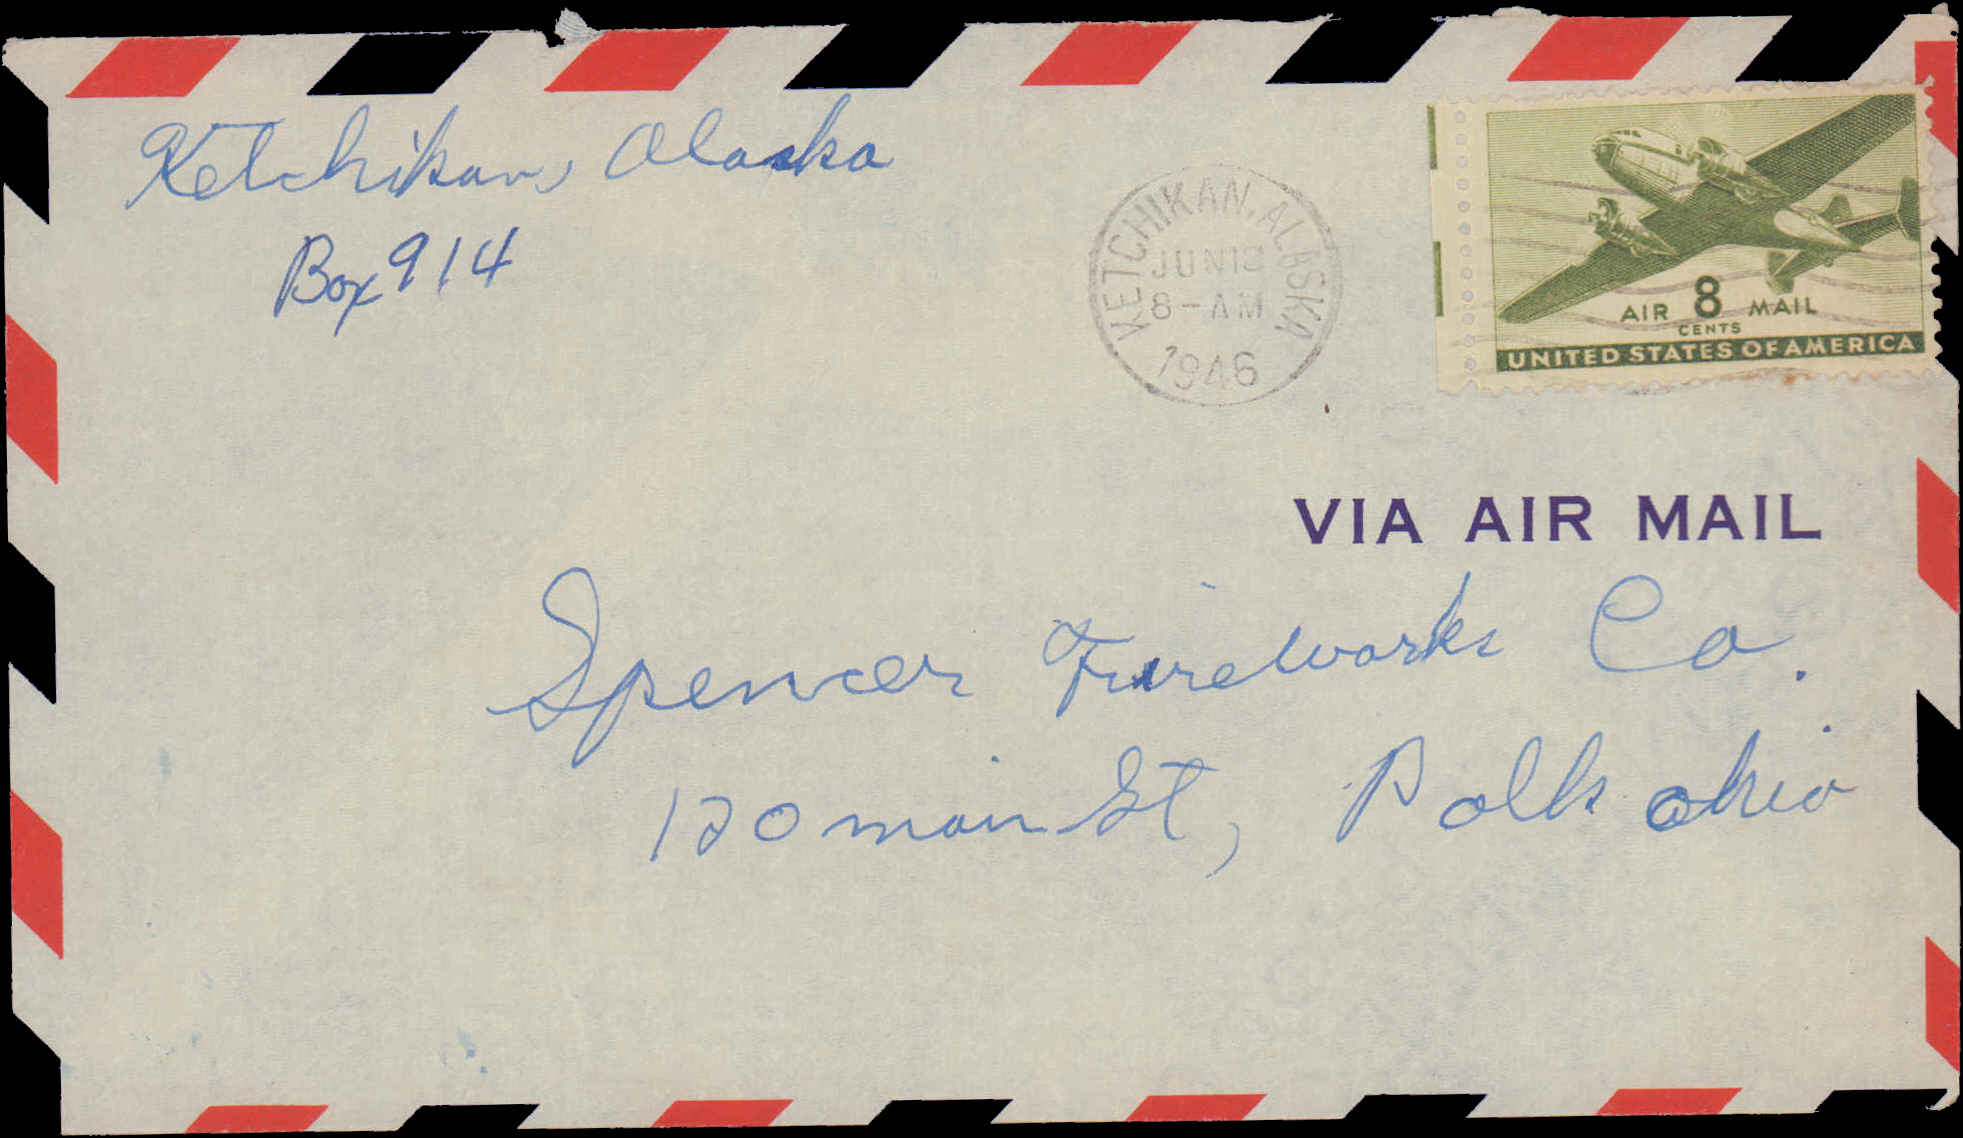 Ketchikan, Alaska
Box 914
KETCHIKAN, ALASKA
JUN 13
8-AM
1946
AIR 8 MAIL
CENTS
UNITED STATES OF AMERICA
VIA AIR MAIL
Spencer Fireworks Co.
120 main St, Polk ohio